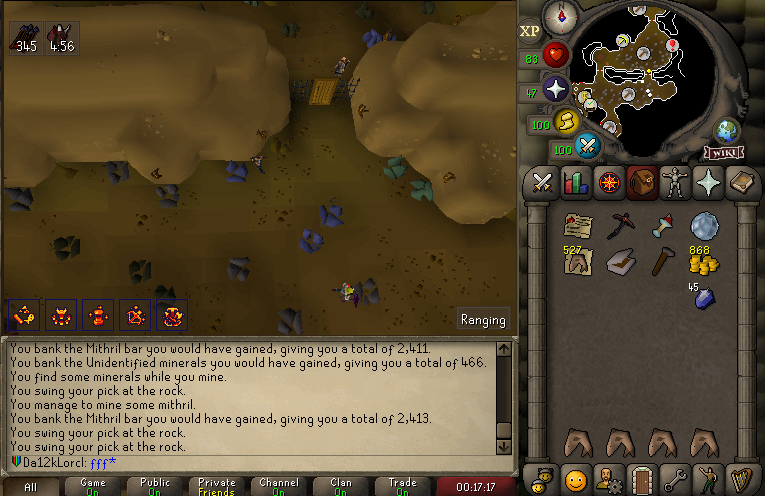 345 4:56
XP
83
47
100
100
WIKI
527
868
45
Ranging
You bank the Mithril bar you would have gained, giving you a total of 2,411.
You bank the Unidentified minerals you would have gained, giving you a total of 466.
You find some minerals while you mine.
You swing your pick at the rock.
You manage to mine some mithril.
You bank the Mithril bar you would have gained, giving you a total of 2,413.
You swing your pick at the rock.
You swing your pick at the rock.
Da12kLorcl: fff*
All
Game
On
Public
On
Private
Friends
Channel
On
Clan
On
Trade
On
00:17:17